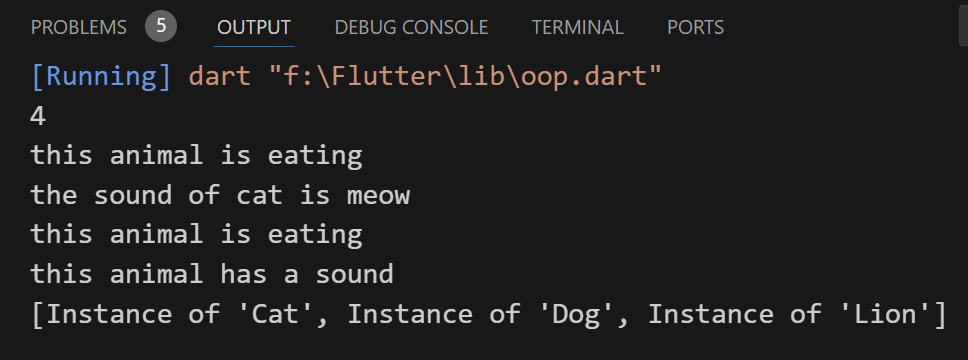 PROBLEMS 5 OUTPUT DEBUG CONSOLE TERMINAL PORTS
[Running] dart "f:\Flutter\lib\oop.dart"
4
this animal is eating
the sound of cat is meow
this animal is eating
this animal has a sound
[Instance of 'Cat', Instance of 'Dog', Instance of 'Lion']